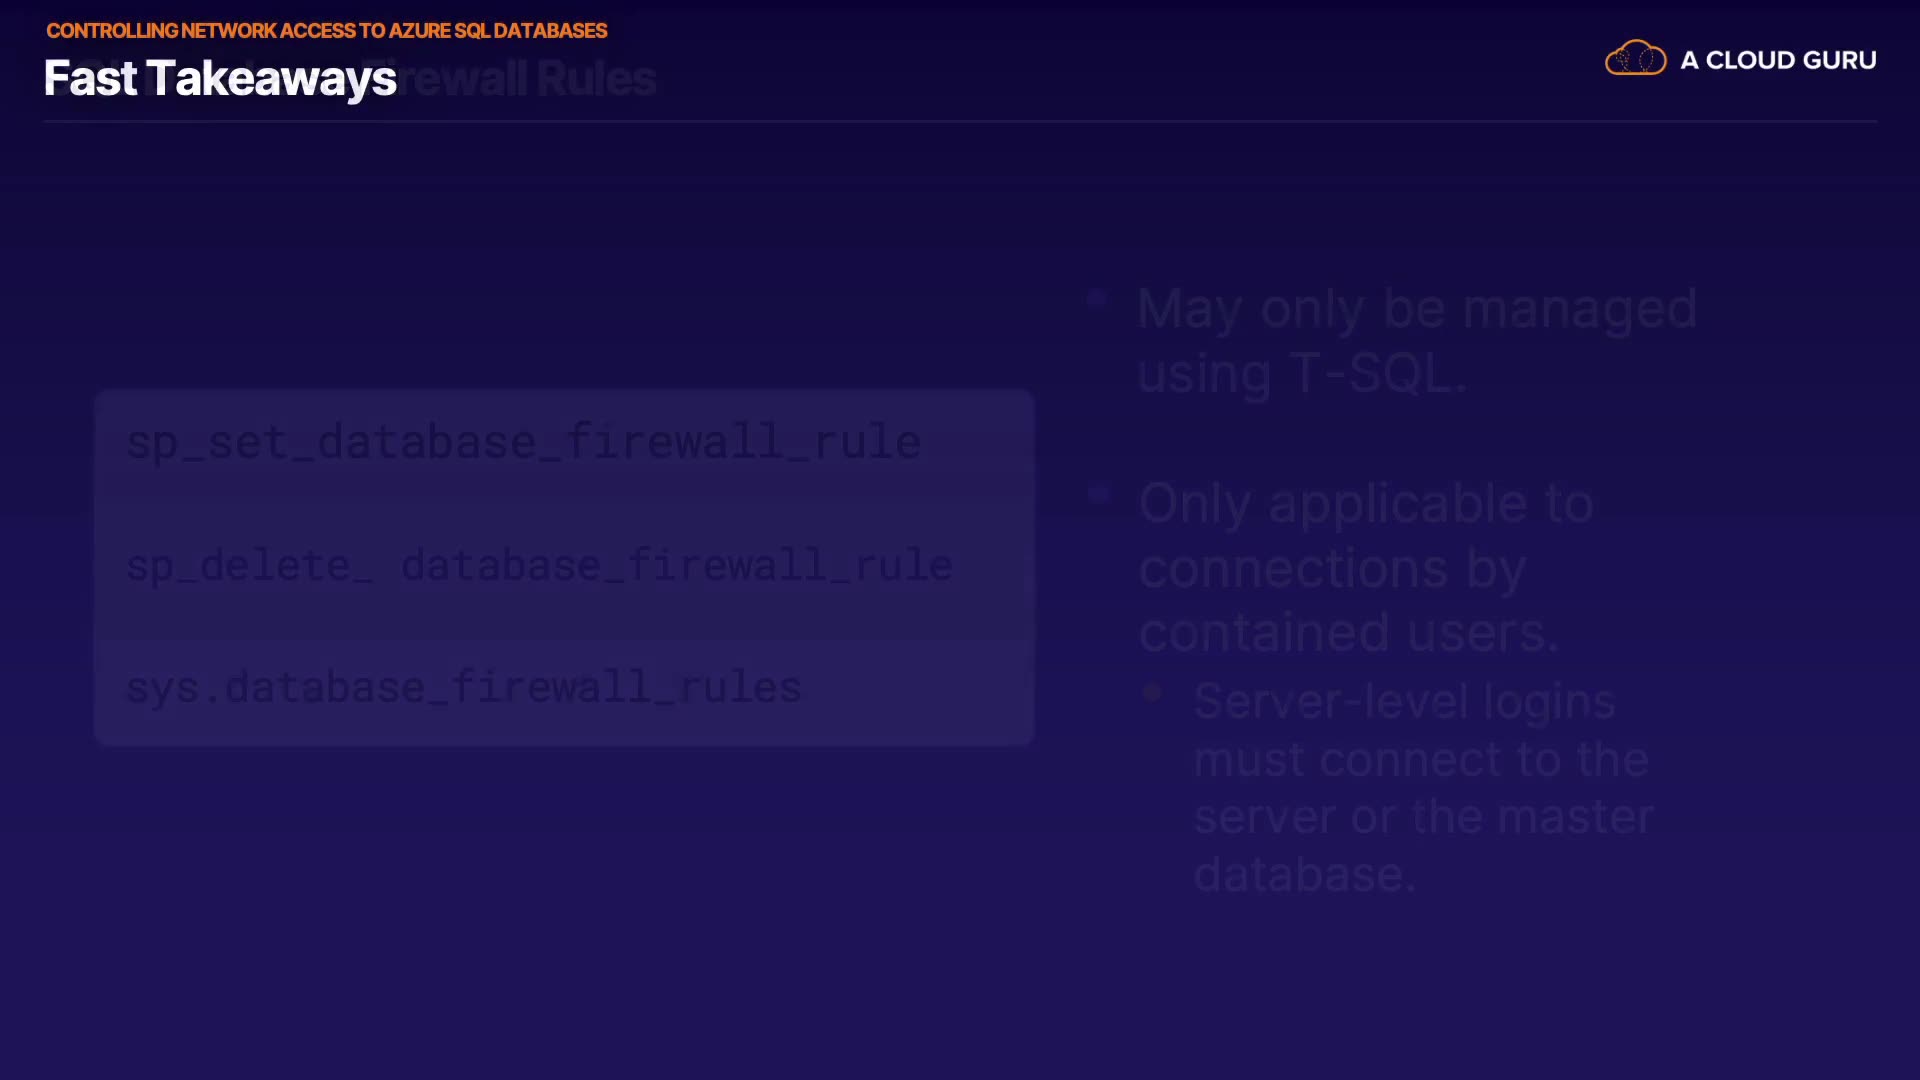 CONTROLLING NETWORK ACCESS TO AZURE SQL DATABASES
Fast Takeaways
Firewall Rules
A CLOUD GURU
sp_set_database_firewall_rule
sp_delete_ database_firewall_rule
sys.database_firewall_rules
May only be managed
using T-SQL.
Only applicable to
connections by
contained users.
Server-level logins
must connect to the
server or the master
database.